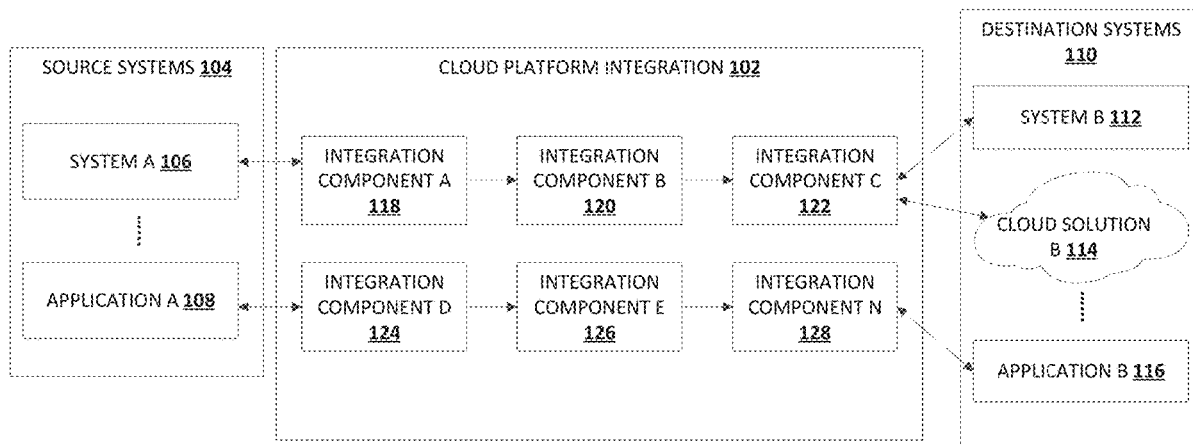 SOURCE SYSTEMS 104
SYSTEM A 106
APPLICATION A 108
CLOUD PLATFORM INTEGRATION 102
INTEGRATION
COMPONENT A
118
INTEGRATION
COMPONENT B
120
INTEGRATION
COMPONENT C
122
INTEGRATION
COMPONENT D
124
INTEGRATION
COMPONENT E
126
INTEGRATION
COMPONENT N
128
DESTINATION SYSTEMS
110
SYSTEM B 112
CLOUD SOLUTION
B 114
APPLICATION B 116